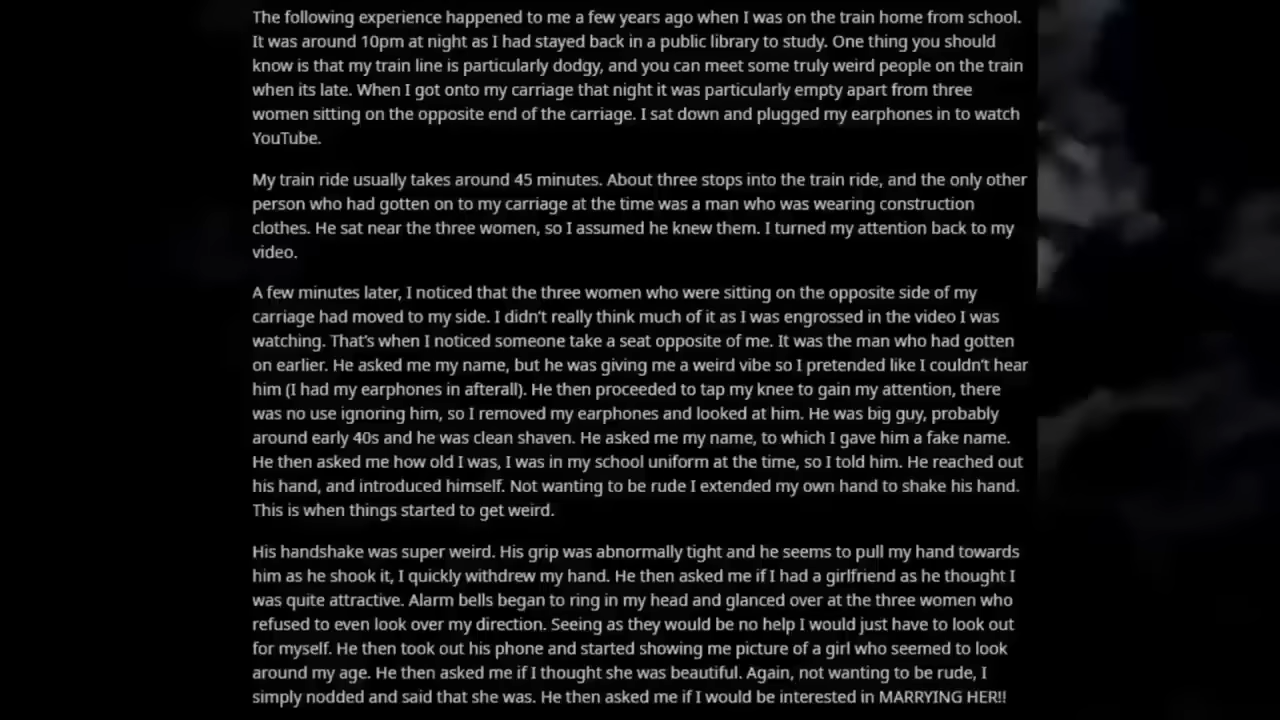 The following experience happened to me a few years ago when I was on the train home from school.
It was around 10pm at night as I had stayed back in a public library to study. One thing you should
know is that my train line is particularly dodgy, and you can meet some truly weird people on the train
when its late. When I got onto my carriage that night it was particularly empty apart from three
women sitting on the opposite end of the carriage. I sat down and plugged my earphones in to watch
YouTube.
My train ride usually takes around 45 minutes. About three stops into the train ride, and the only other
person who had gotten on to my carriage at the time was a man who was wearing construction
clothes. He sat near the three women, so I assumed he knew them. I turned my attention back to my
video.
A few minutes later, I noticed that the three women who were sitting on the opposite side of my
carriage had moved to my side. I didn't really think much of it as I was engrossed in the video I was
watching. That's when I noticed someone take a seat opposite of me. It was the man who had gotten
on earlier. He asked me my name, but he was giving me a weird vibe so I pretended like I couldn't hear
him (I had my earphones in afterall). He then proceeded to tap my knee to gain my attention, there
was no use ignoring him, so I removed my earphones and looked at him. He was big guy, probably
around early 40s and he was clean shaven. He asked me my name, to which I gave him a fake name.
He then asked me how old I was, I was in my school uniform at the time, so I told him. He reached out
his hand, and introduced himself. Not wanting to be rude I extended my own hand to shake his hand.
This is when things started to get weird.
His handshake was super weird. His grip was abnormally tight and he seems to pull my hand towards
him as he shook it, I quickly withdrew my hand. He then asked me if I had a girlfriend as he thought I
was quite attractive. Alarm bells began to ring in my head and glanced over at the three women who
refused to even look over my direction. Seeing as they would be no help I would just have to look out
for myself. He then took out his phone and started showing me picture of a girl who seemed to look
around my age. He then asked me if I thought she was beautiful. Again, not wanting to be rude, I
simply nodded and said that she was. He then asked me if I would be interested in MARRYING HER!!